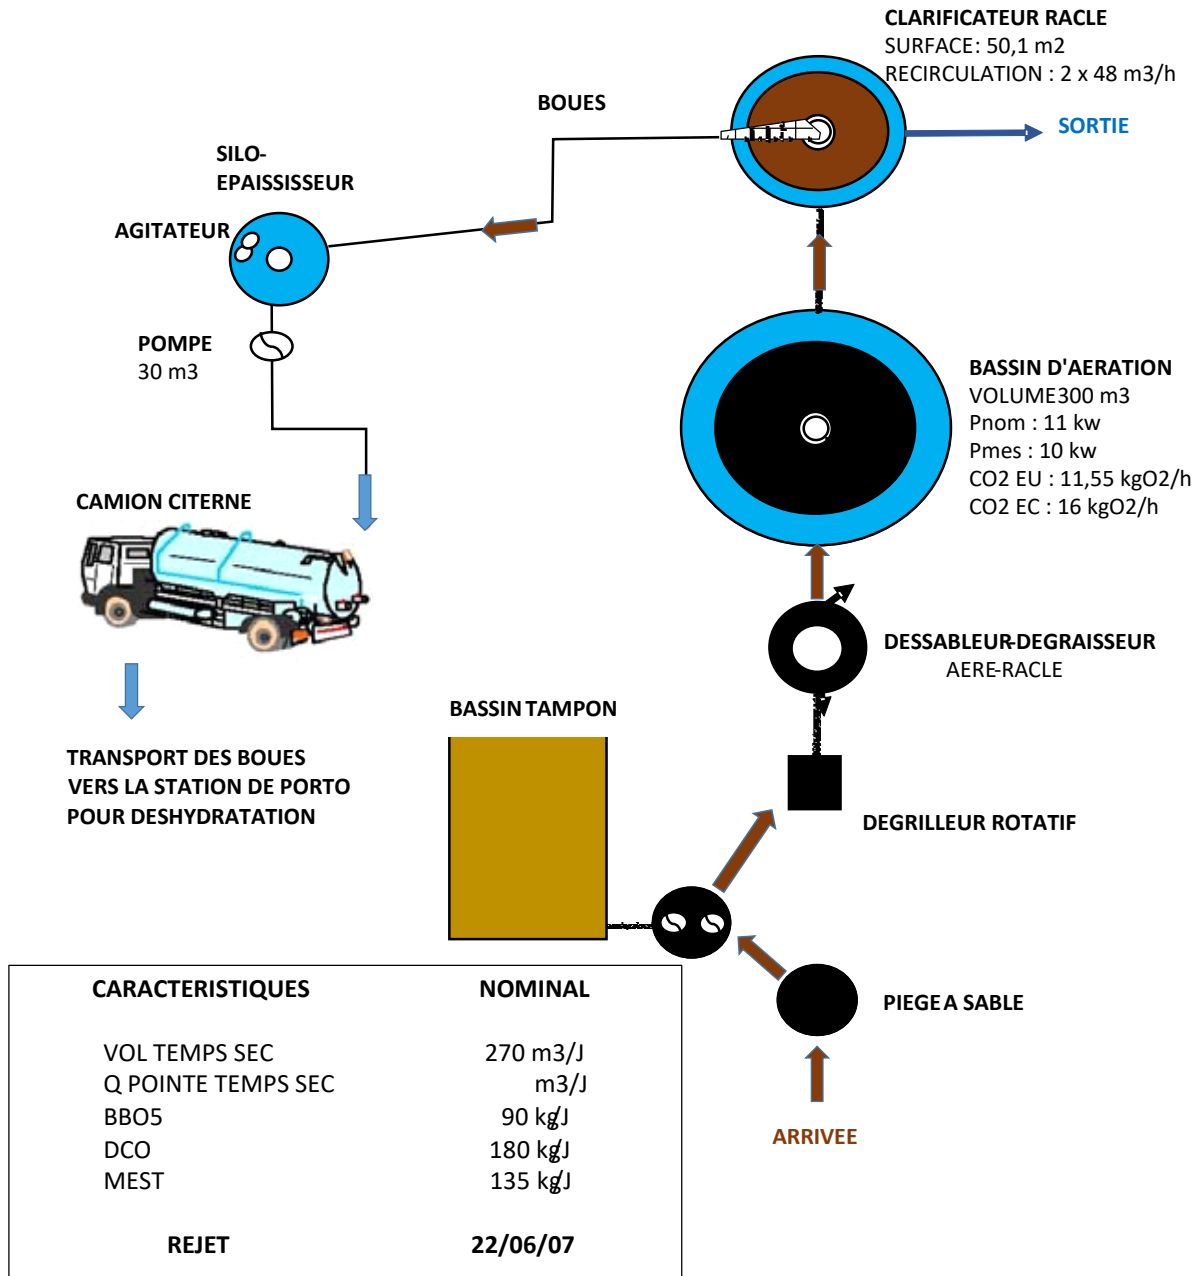 CLARIFICATEUR RACLE
SURFACE: 50,1 m2
RECIRCULATION : 2 x 48 m3/h
BOUES
SORTIE
SILO-
EPAISSISSEUR
AGITATEUR
POMPE
30 m3
BASSIN D'AERATION
VOLUME300 m3
Pnom : 11 kw
Pmes : 10 kw
CO2 EU : 11,55 kgO2/h
CO2 EC : 16 kgO2/h
CAMION CITERNE
DESSABLEUR-DEGRAISSEUR
AERE-RACLE
BASSIN TAMPON
TRANSPORT DES BOUES
VERS LA STATION DE PORTO
POUR DESHYDRATATION
DEGRILLEUR ROTATIF
PIEGE A SABLE
ARRIVEE
CARACTERISTIQUES NOMINAL
VOL TEMPS SEC 270 m3/J
Q POINTE TEMPS SEC m3/J
BBO5 90 kg/J
DCO 180 kg/J
MEST 135 kg/J
REJET 22/06/07